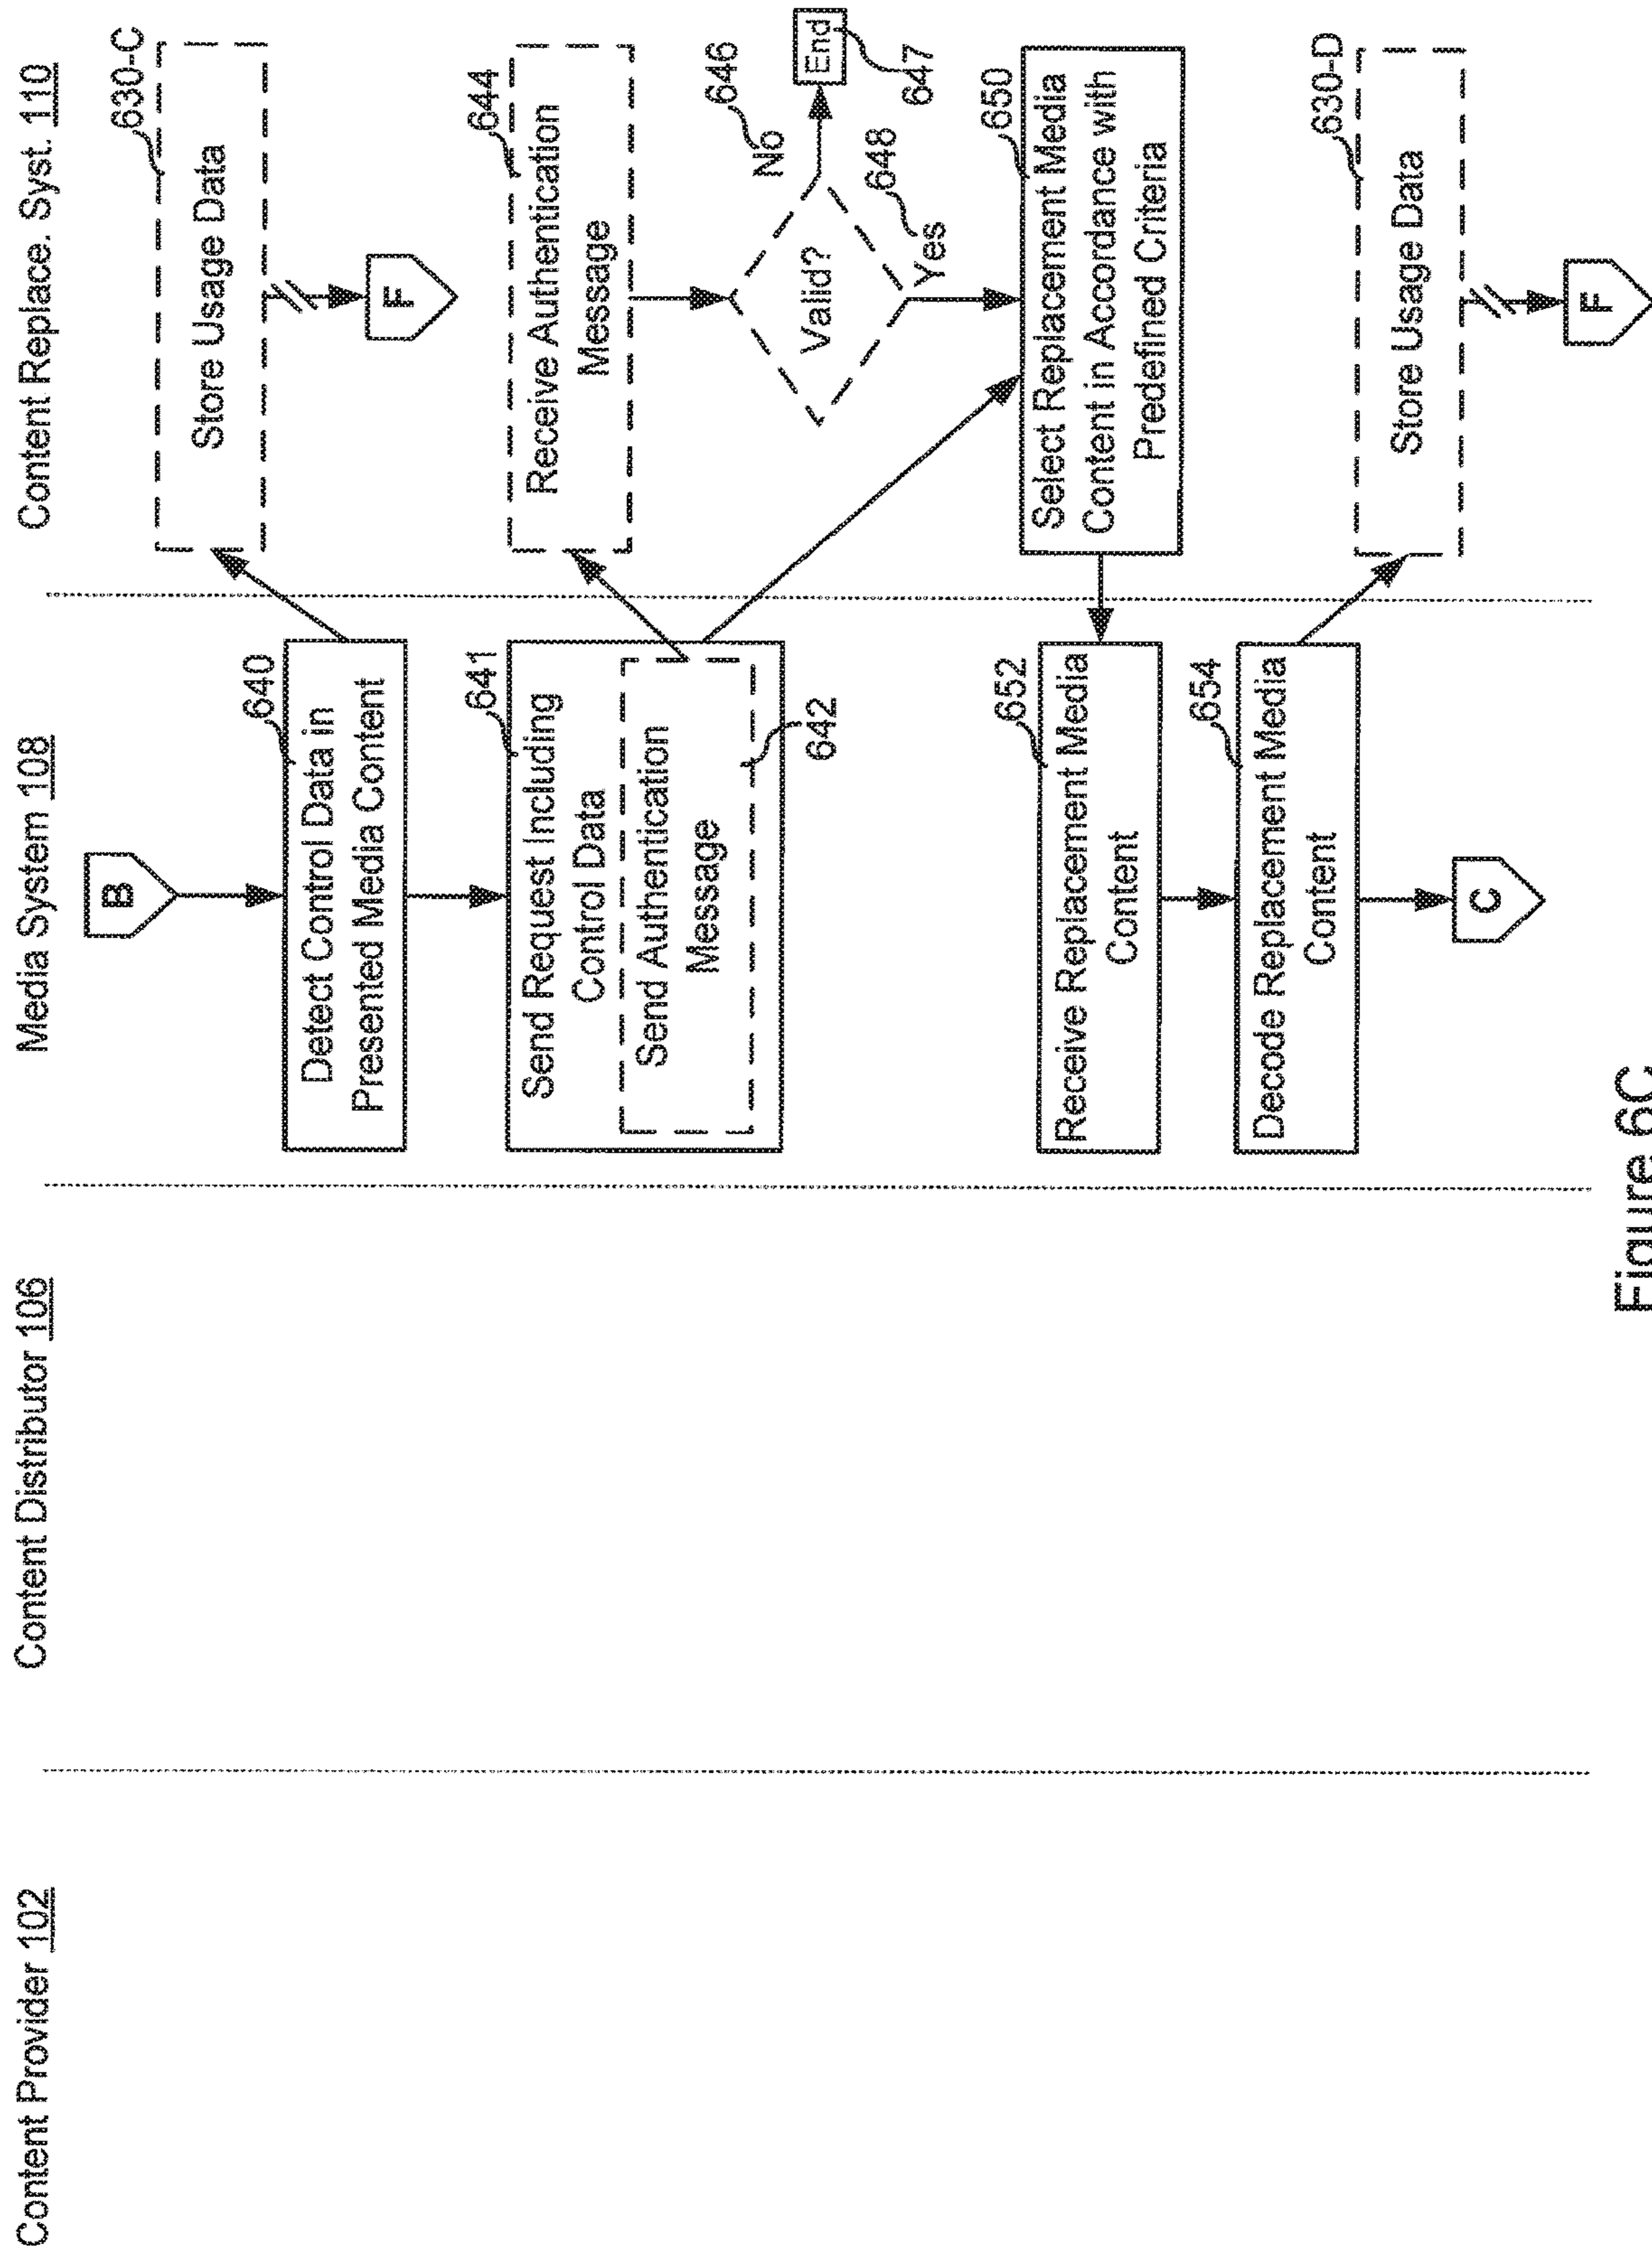 Content Provider 102
Content Distributor 106
Media System 108
Content Replace. Syst. 110
B
640
Detect Control Data in
Presented Media Content
630-C
Store Usage Data
F
641
Send Request Including
Control Data
Send Authentication
Message
642
644
Receive Authentication
Message
Valid?
No
646
End
647
Yes
648
650
Select Replacement Media
Content in Accordance with
Predefined Criteria
652
Receive Replacement Media
Content
654
Decode Replacement Media
Content
630-D
Store Usage Data
C
F
Figure 6C